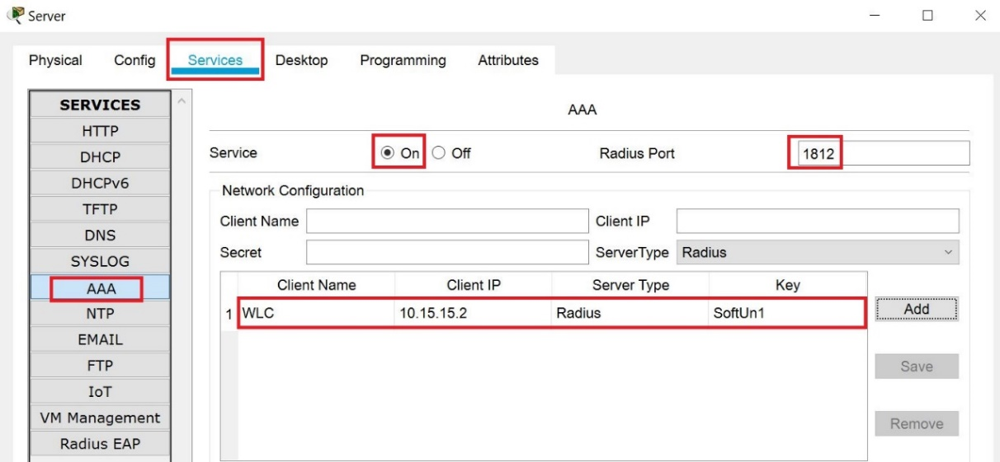 Server
Physical Config Services Desktop Programming Attributes
SERVICES
HTTP
DHCP
DHCPv6
TFTP
DNS
SYSLOG
AAA
NTP
EMAIL
FTP
IoT
VM Management
Radius EAP
AAA
Service On Off Radius Port 1812
Network Configuration
Client Name Client IP
Secret ServerType Radius
Client Name Client IP Server Type Key
1 WLC 10.15.15.2 Radius SoftUn1
Add
Save
Remove